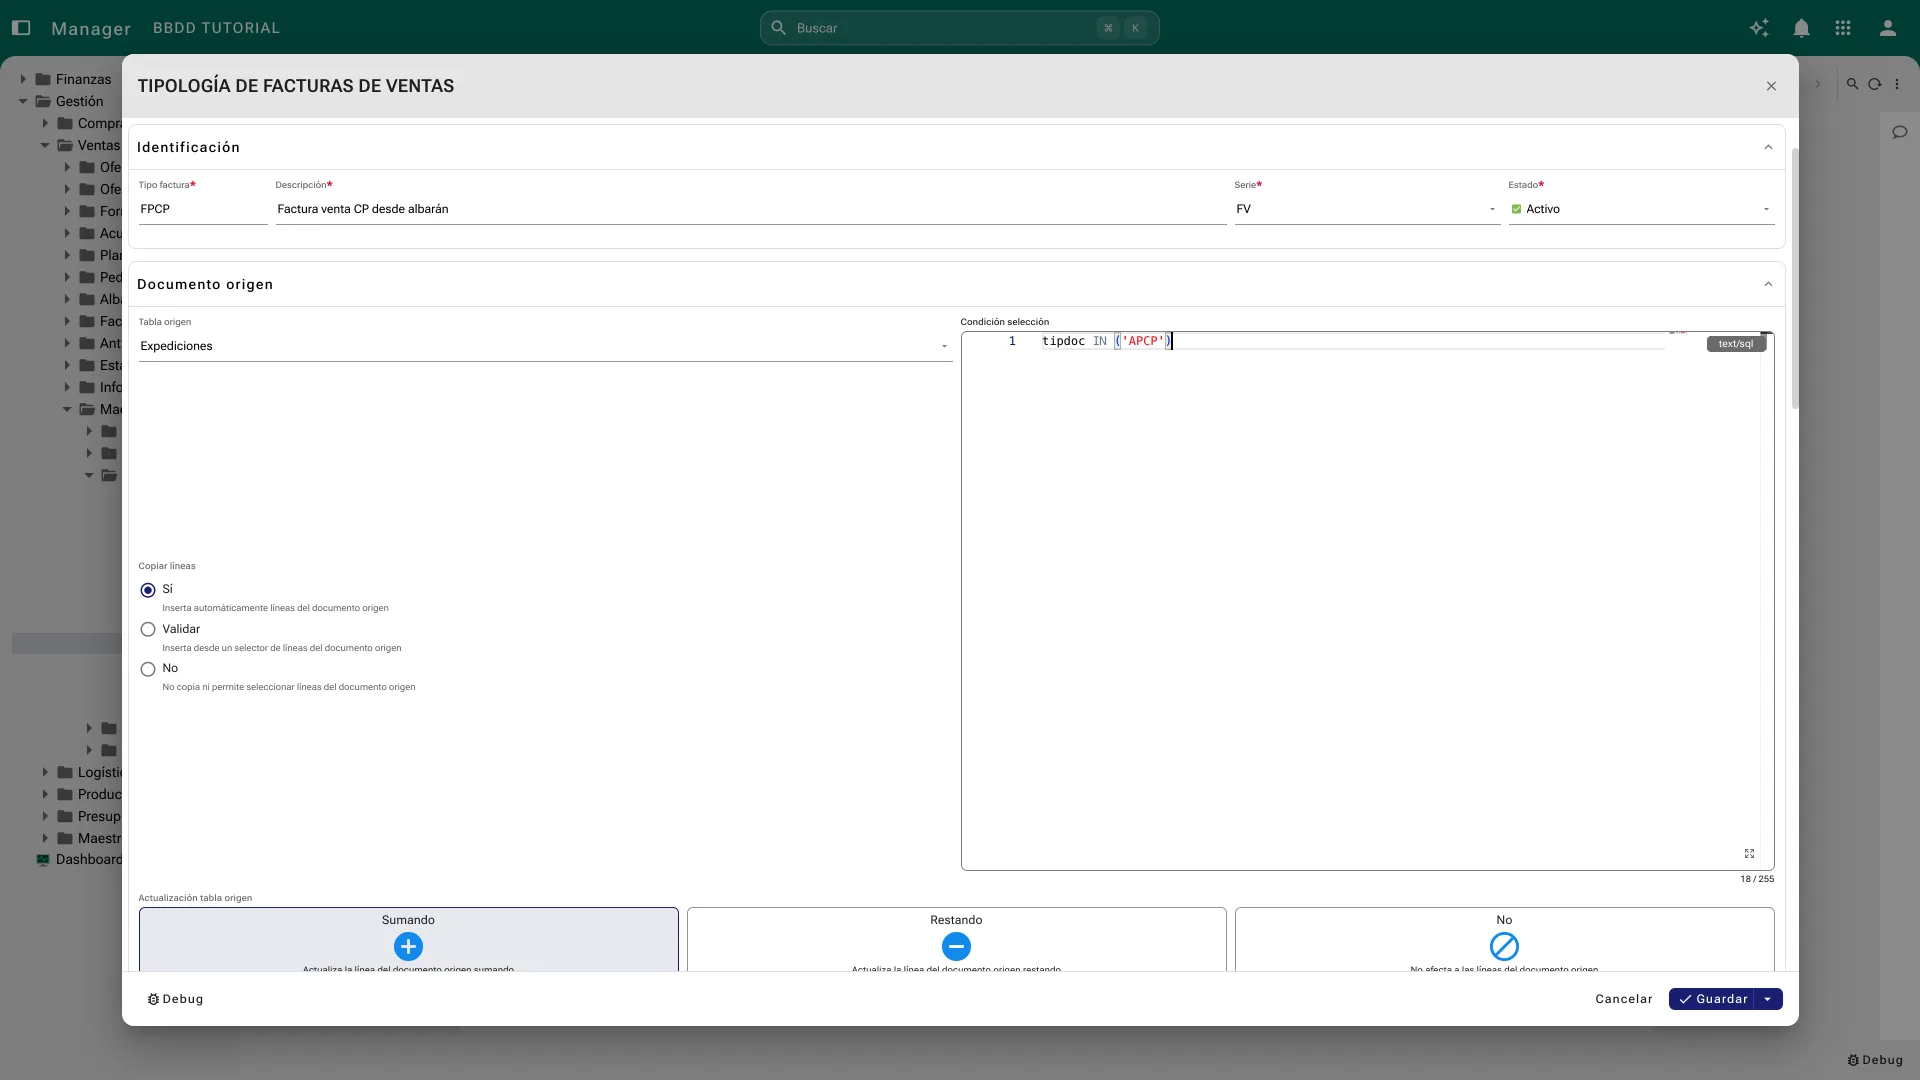 Manager BBDD TUTORIAL Buscar ⌘ K
TIPOLOGÍA DE FACTURAS DE VENTAS
Finanzas
Gestión
Compr
Ventas
Ofe
Ofe
For
Acu
Plan
Ped
Alba
Fac
Ant
Esta
Info
Mae
Logístic
Produc
Presup
Maestr
Dashboard
Identificación
Tipo factura* Descripción* Serie* Estado*
FPCP Factura venta CP desde albarán FV Activo
Documento origen
Tabla origen Condición selección
Expediciones
1 tipdoc IN ('APCP')
text/sql
Copiar líneas
Sí
Inserta automáticamente líneas del documento origen
Validar
Inserta desde un selector de líneas del documento origen
No
No copia ni permite seleccionar líneas del documento origen
18 / 255
Actualización tabla origen
Sumando Restando No
Actualiza la línea del documento origen sumando Actualiza la línea del documento origen restando No afecta a las líneas del documento origen
Debug Cancelar Guardar
Debug